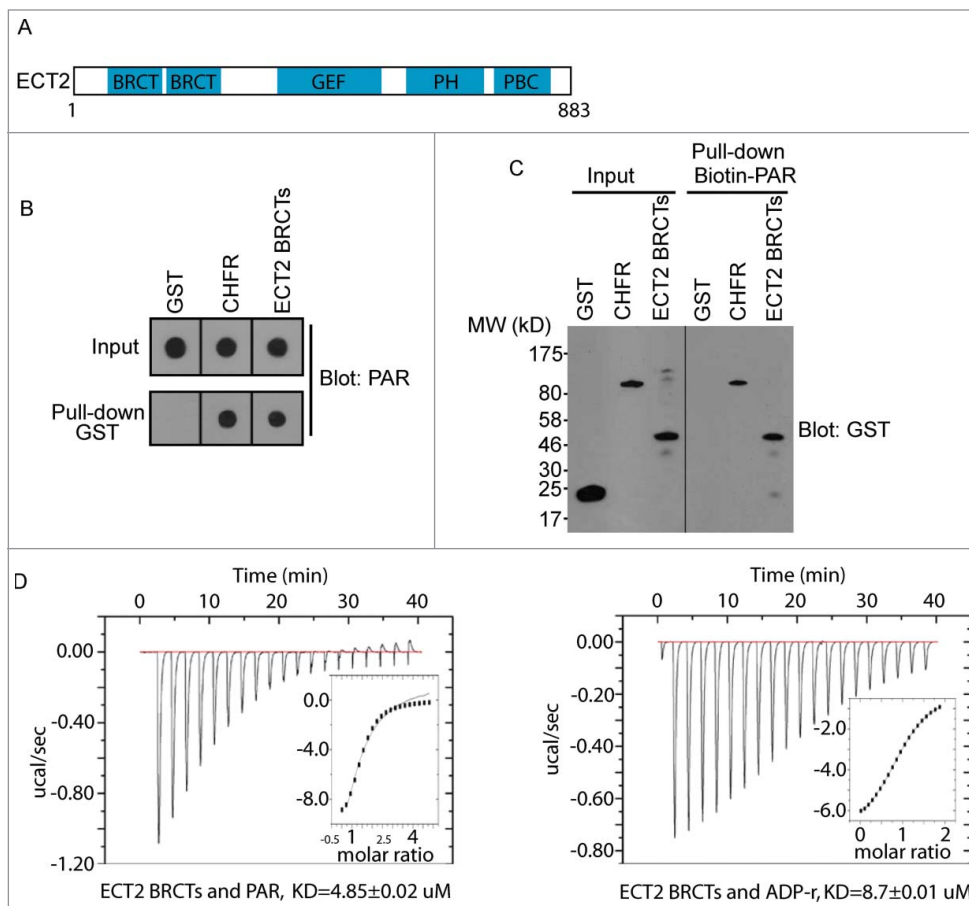 A
ECT2
BRCT BRCT GEF PH PBC
1 883
B
GST
CHFR
ECT2 BRCTs
Input
Pull-down
GST
Blot: PAR
C
Input
Pull-down
Biotin-PAR
GST
CHFR
ECT2 BRCTs
GST
CHFR
ECT2 BRCTs
MW (kD)
175
80
58
46
30
25
17
Blot: GST
D
Time (min)
0 10 20 30 40
0.00
-0.40
-0.80
-1.20
ucal/sec
0.0
-4.0
-8.0
-0.5 1 2.5 4
molar ratio
ECT2 BRCTs and PAR, KD=4.85±0.02 uM
Time (min)
0 10 20 30 40
0.00
-0.20
-0.40
-0.60
-0.80
ucal/sec
-2.0
-4.0
-6.0
0 1 2
molar ratio
ECT2 BRCTs and ADP-r,KD=8.7±0.01 uM